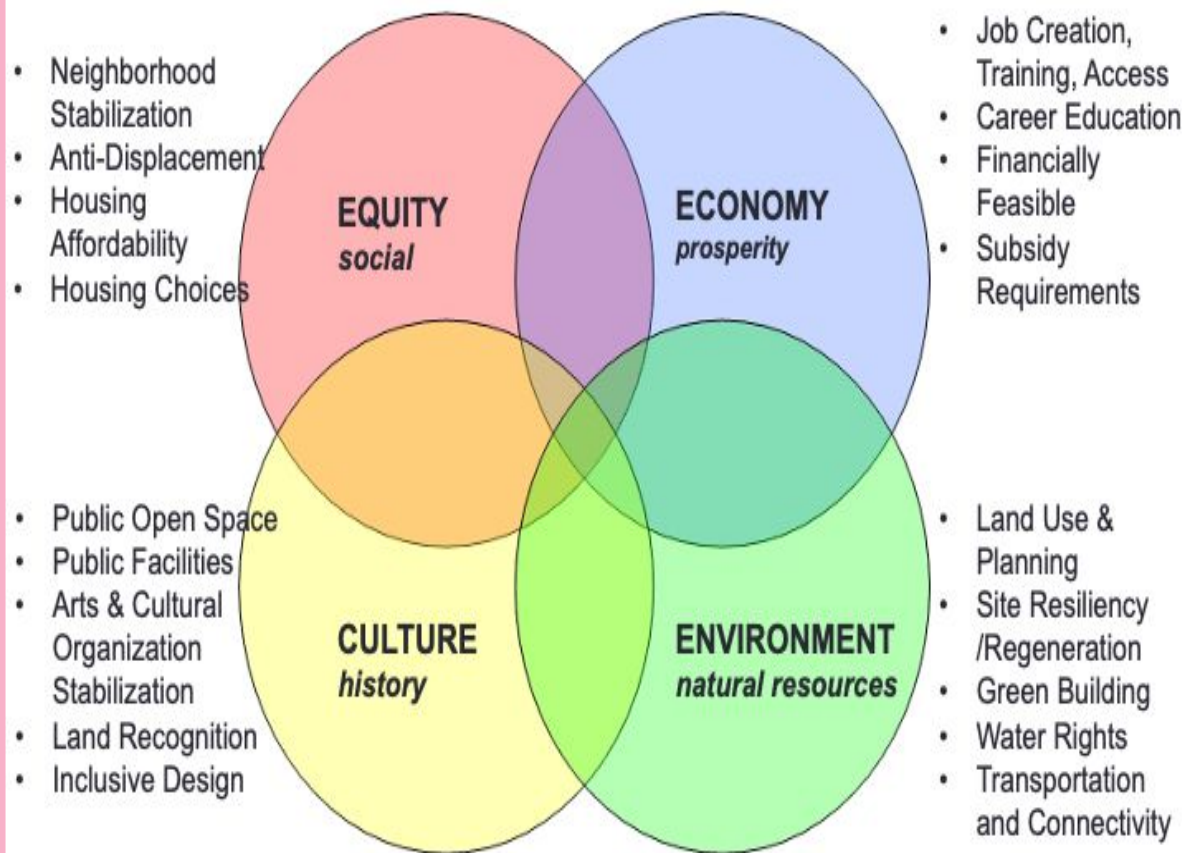 • Neighborhood
Stabilization
• Anti-Displacement
• Housing
Affordability
• Housing Choices
EQUITY
social
ECONOMY
prosperity
• Job Creation,
Training, Access
• Career Education
• Financially
Feasible
• Subsidy
Requirements
• Public Open Space
• Public Facilities
• Arts & Cultural
Organization
Stabilization
• Land Recognition
• Inclusive Design
CULTURE
history
ENVIRONMENT
natural resources
• Land Use &
Planning
• Site Resiliency
/Regeneration
• Green Building
• Water Rights
• Transportation
and Connectivity